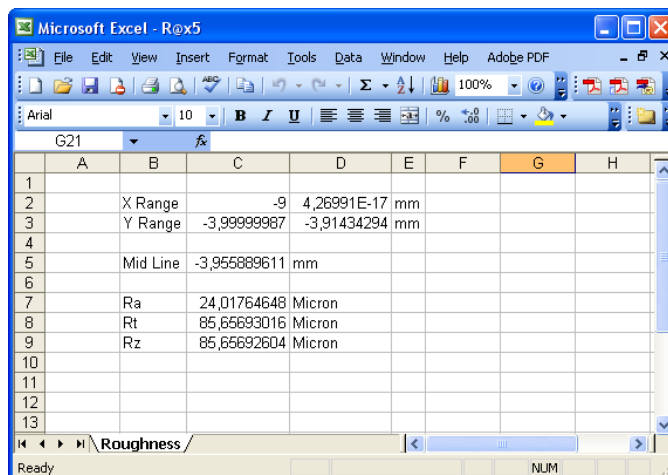 Microsoft Excel - R@x5
File Edit View Insert Format Tools Data Window Help Adobe PDF
ABC Σ A Z 100%
Arial 10 B I U % ,00
G21 fx
A B C D E F G H
1
2 X Range -9 4,26991E-17 mm
3 Y Range -3,99999987 -3,91434294 mm
4
5 Mid Line -3,955889611 mm
6
7 Ra 24,01764648 Micron
8 Rt 85,65693016 Micron
9 Rz 85,65692604 Micron
10
11
12
13
Roughness
Ready NUM